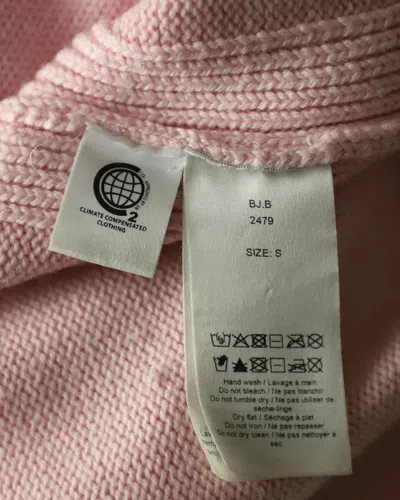 2
CLIMATE COMPENSATED
CLOTHING
BJ.B
2479
SIZE: S
Hand wash / Lavage à main
Do not bleach / Ne pas blanchir
Do not tumble dry / Ne pas utiliser de
sèche-linge
Dry flat / Séchage à plat
Do not iron / Ne pas repasser
Do not dry clean / Ne pas nettoyer à
sec